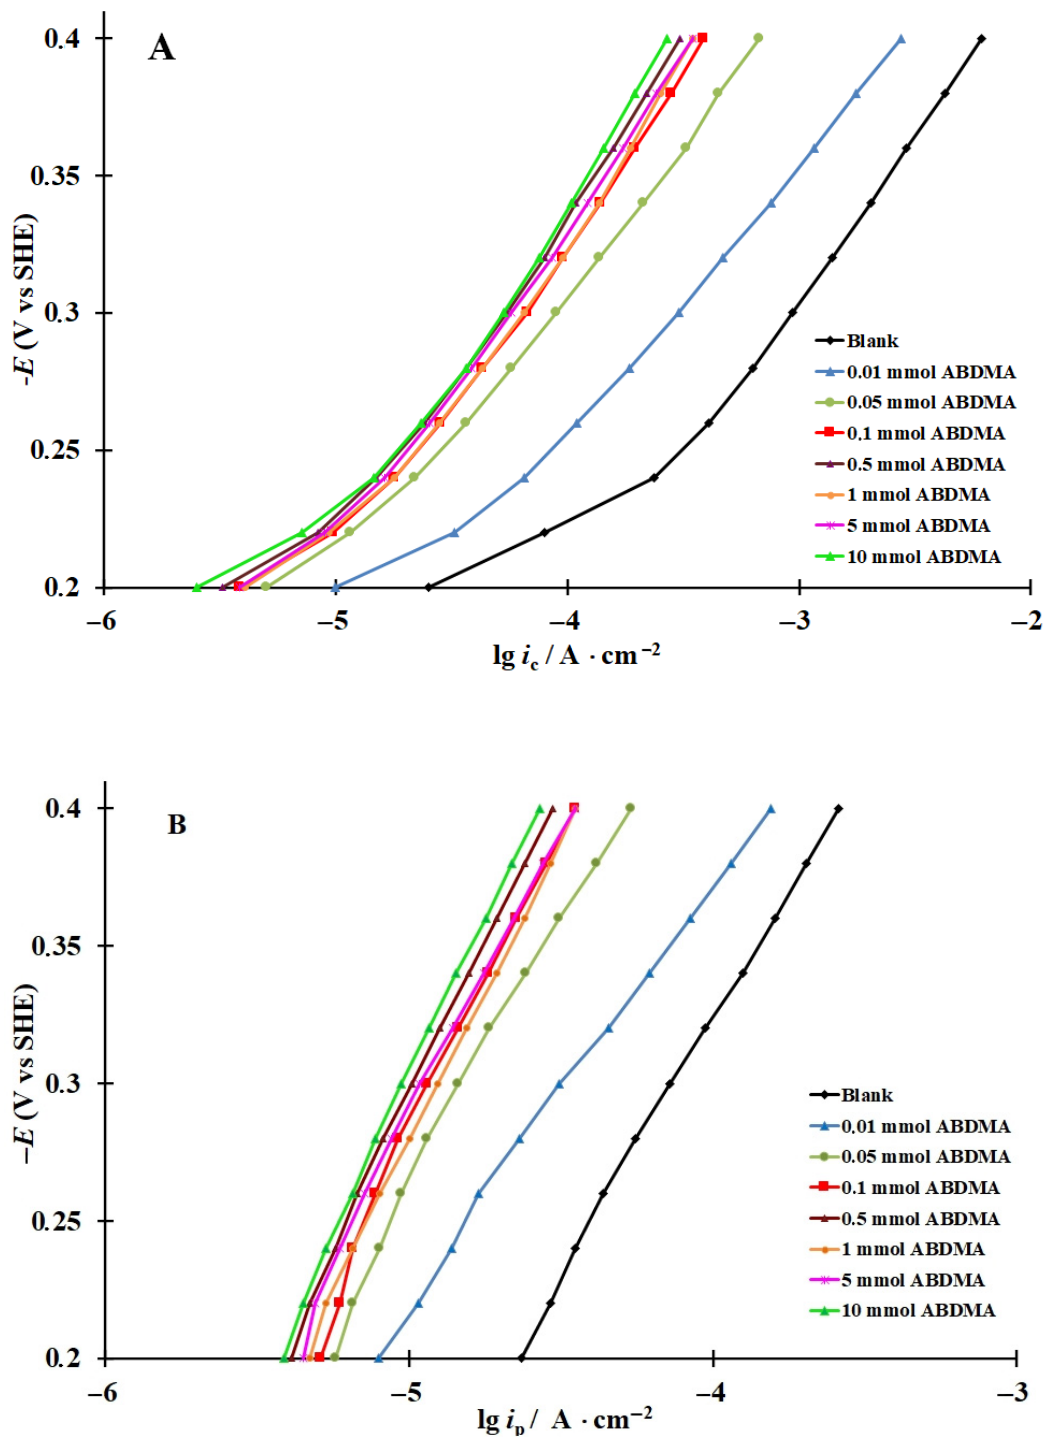 A
0.4
0.35
0.3
0.25
0.2
-E (V vs SHE)
Blank
0.01 mmol ABDMA
0.05 mmol ABDMA
0.1 mmol ABDMA
0.5 mmol ABDMA
1 mmol ABDMA
5 mmol ABDMA
10 mmol ABDMA
−6 −5 −4 −3 −2
lg ic / A · cm−2
B
0.4
0.35
0.3
0.25
0.2
−E (V vs SHE)
Blank
0.01 mmol ABDMA
0.05 mmol ABDMA
0.1 mmol ABDMA
0.5 mmol ABDMA
1 mmol ABDMA
5 mmol ABDMA
10 mmol ABDMA
−6 −5 −4 −3
lg ip / A · cm−2